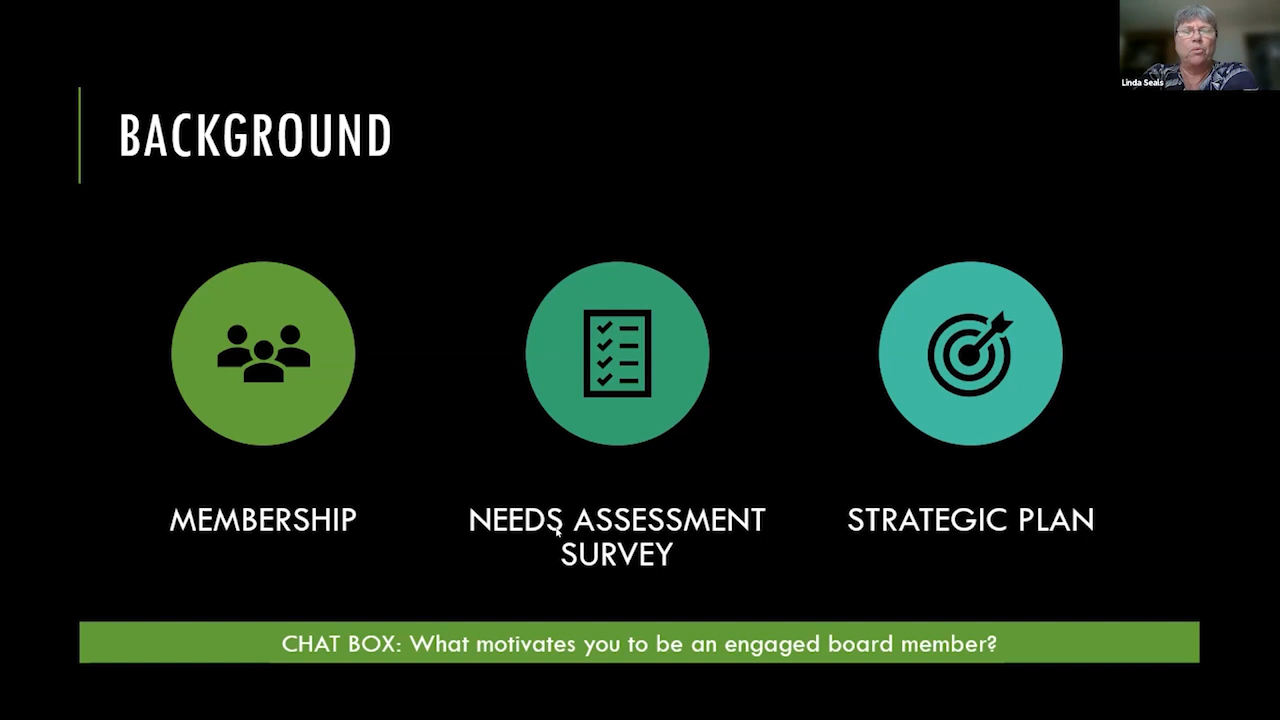 Linda Seals
BACKGROUND
MEMBERSHIP
NEEDS ASSESSMENT
SURVEY
STRATEGIC PLAN
CHAT BOX: What motivates you to be an engaged board member?